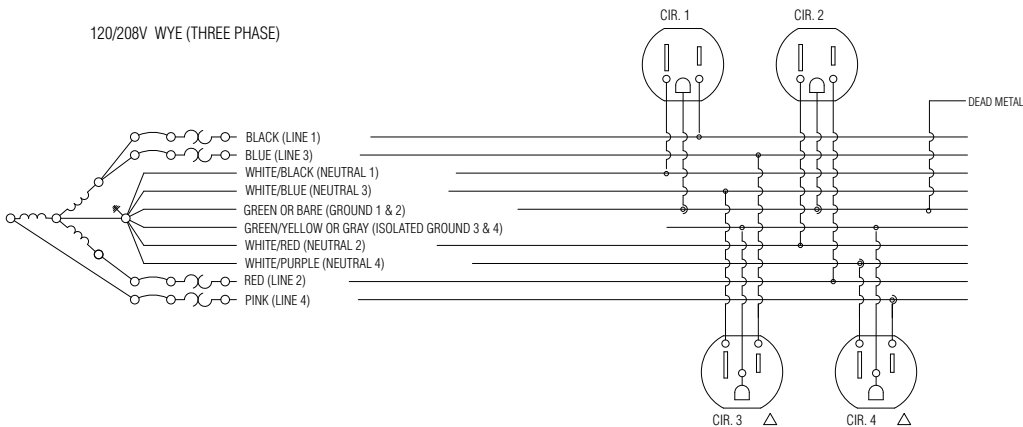 120/208V WYE (THREE PHASE)
CIR. 1
CIR. 2
DEAD METAL
BLACK (LINE 1)
BLUE (LINE 3)
WHITE/BLACK (NEUTRAL 1)
WHITE/BLUE (NEUTRAL 3)
GREEN OR BARE (GROUND 1 & 2)
GREEN/YELLOW OR GRAY (ISOLATED GROUND 3 & 4)
WHITE/RED (NEUTRAL 2)
WHITE/PURPLE (NEUTRAL 4)
RED (LINE 2)
PINK (LINE 4)
CIR. 3
CIR. 4